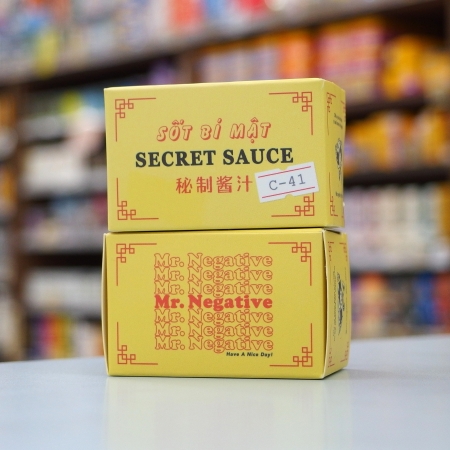 SỐT BÍ MẬT
SECRET SAUCE
秘制酱汁
C-41
Mr. Negative
Mr. Negative
Mr. Negative
Mr. Negative
Mr. Negative
Mr. Negative
Mr. Negative
Have A Nice Day!